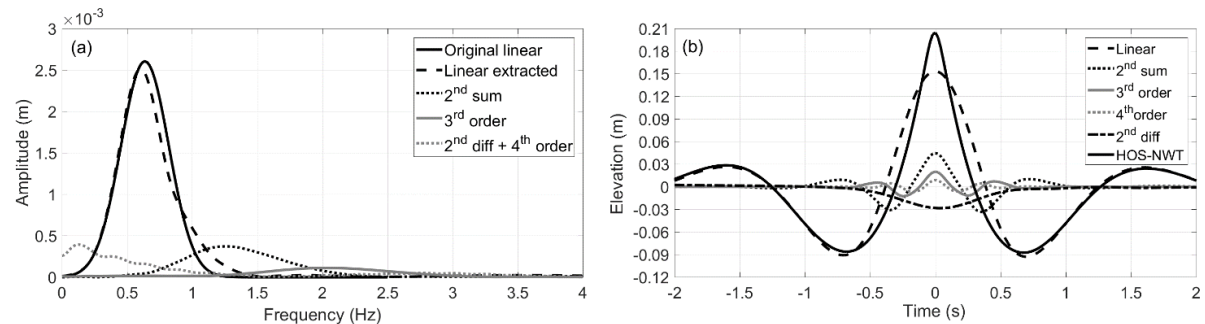 ×10⁻³
(a)
Original linear
Linear extracted
2nd sum
3rd order
2nd diff + 4th order
3
2.5
2
1.5
1
0.5
0
Amplitude (m)
0 0.5 1 1.5 2 2.5 3 3.5 4
Frequency (Hz)
(b)
Linear
2nd sum
3rd order
4th order
2nd diff
HOS-NWT
0.21
0.18
0.15
0.12
0.09
0.06
0.03
0
-0.03
-0.06
-0.09
-0.12
Elevation (m)
-2 -1.5 -1 -0.5 0 0.5 1 1.5 2
Time (s)